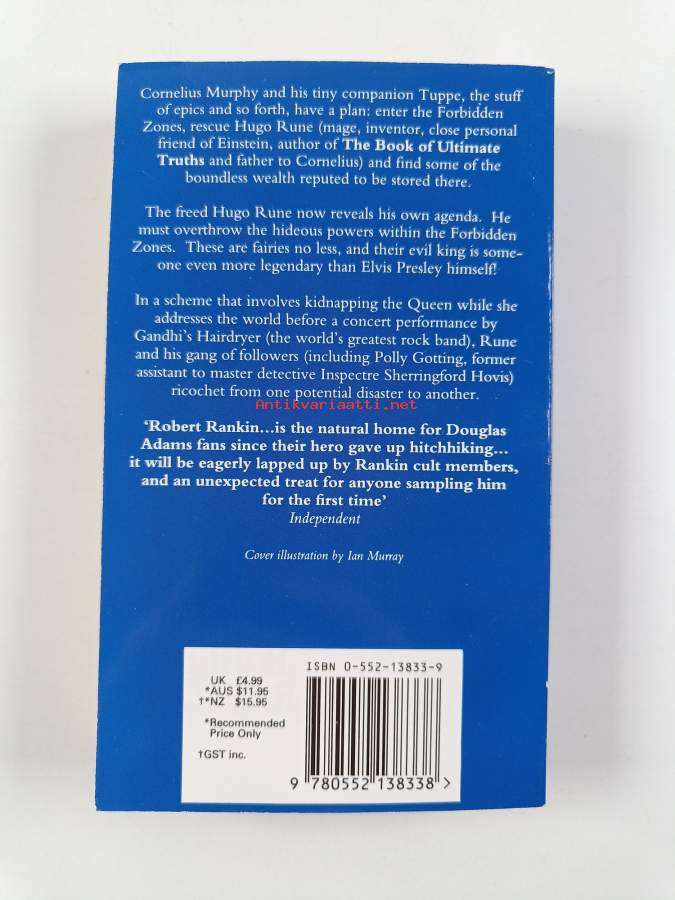 Cornelius Murphy and his tiny companion Tuppe, the stuff
of epics and so forth, have a plan: enter the Forbidden
Zones, rescue Hugo Rune (mage, inventor, close personal
friend of Einstein, author of The Book of Ultimate
Truths and father to Cornelius) and find some of the
boundless wealth reputed to be stored there.
The freed Hugo Rune now reveals his own agenda. He
must overthrow the hideous powers within the Forbidden
Zones. These are fairies no less, and their evil king is some-
one even more legendary than Elvis Presley himself!
In a scheme that involves kidnapping the Queen while she
addresses the world before a concert performance by
Gandhi's Hairdryer (the world's greatest rock band), Rune
and his gang of followers (including Polly Gotting, former
assistant to master detective Inspectre Sherringford Hovis)
ricochet from one potential disaster to another.
Antikvariaatti.net
'Robert Rankin...is the natural home for Douglas
Adams fans since their hero gave up hitchhiking...
it will be eagerly lapped up by Rankin cult members,
and an unexpected treat for anyone sampling him
for the first time'
Independent
Cover illustration by Ian Murray
UK £4.99
*AUS $11.95
†*NZ $15.95
*Recommended
Price Only
†GST inc.
ISBN 0-552-13833-9
9 780552 138338 >